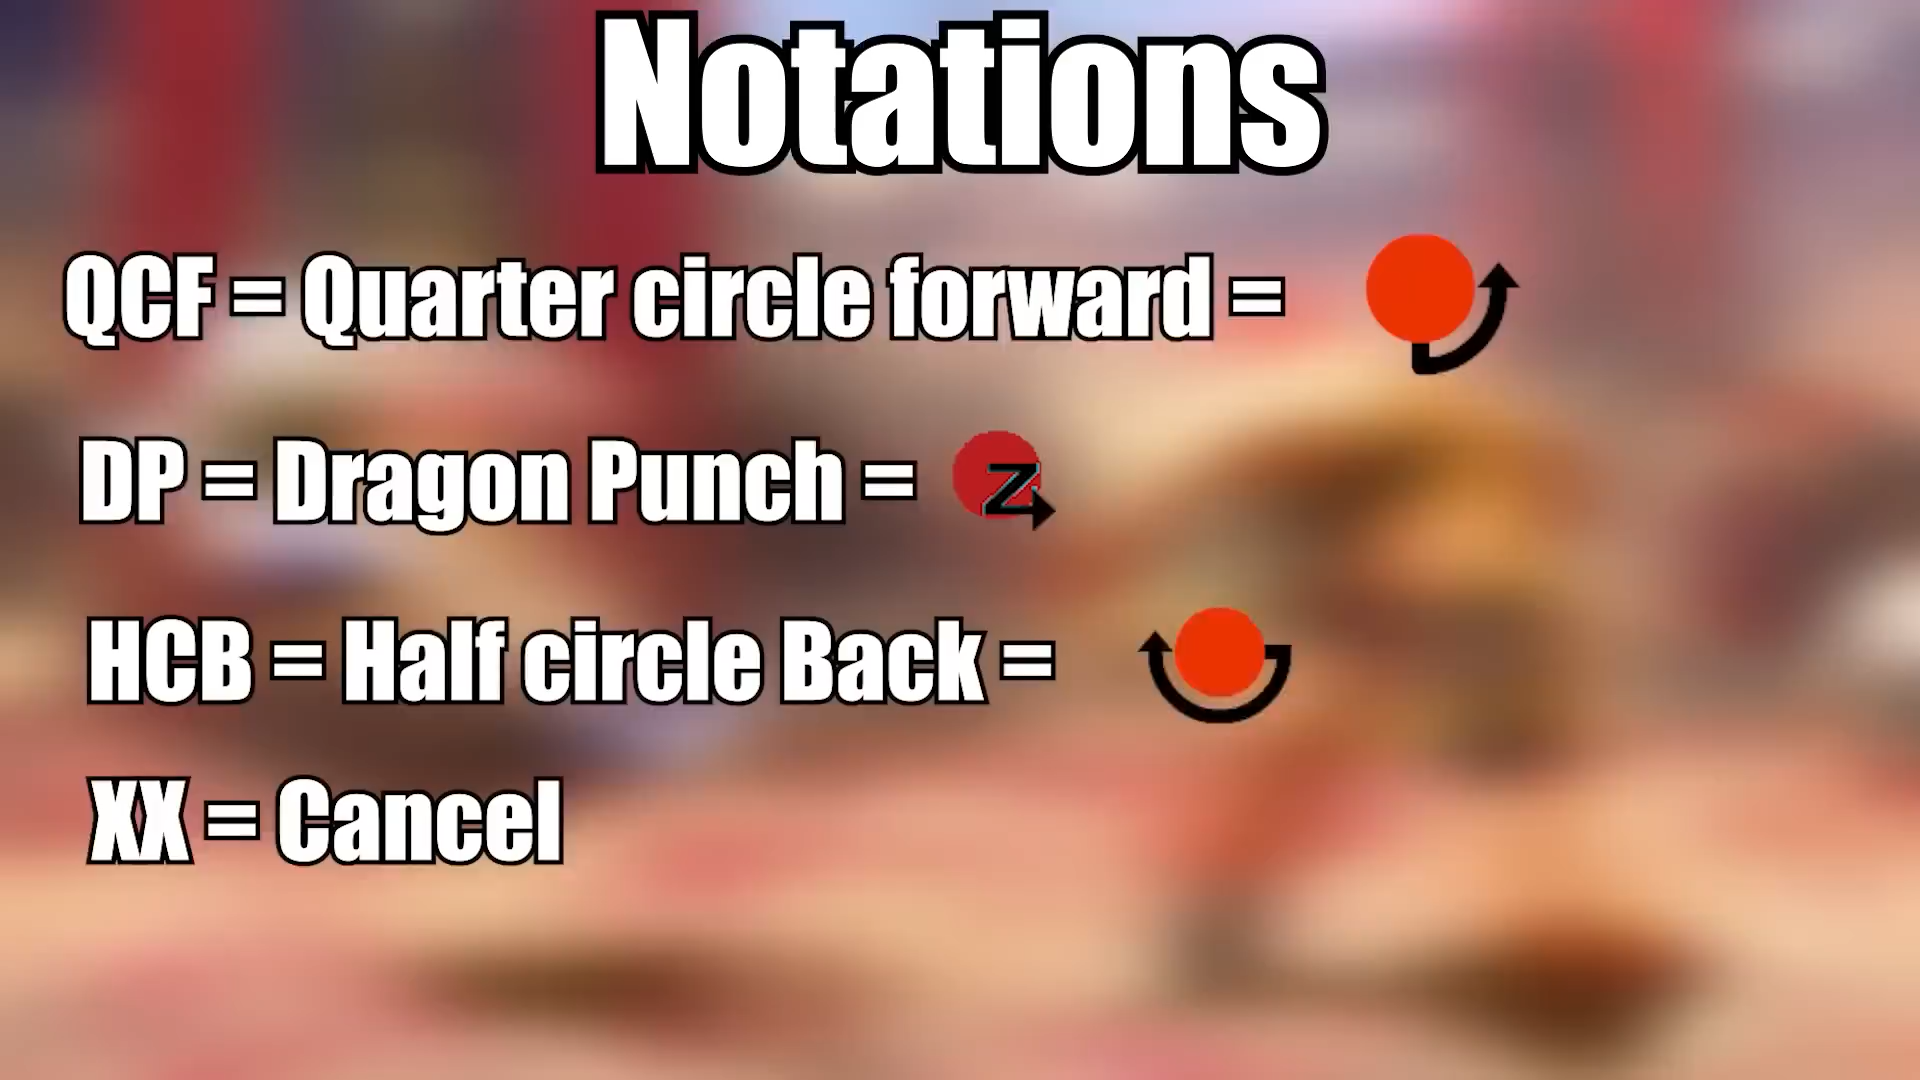 Notations
QCF = Quarter circle forward =
DP = Dragon Punch =
HCB = Half circle Back =
XX = Cancel